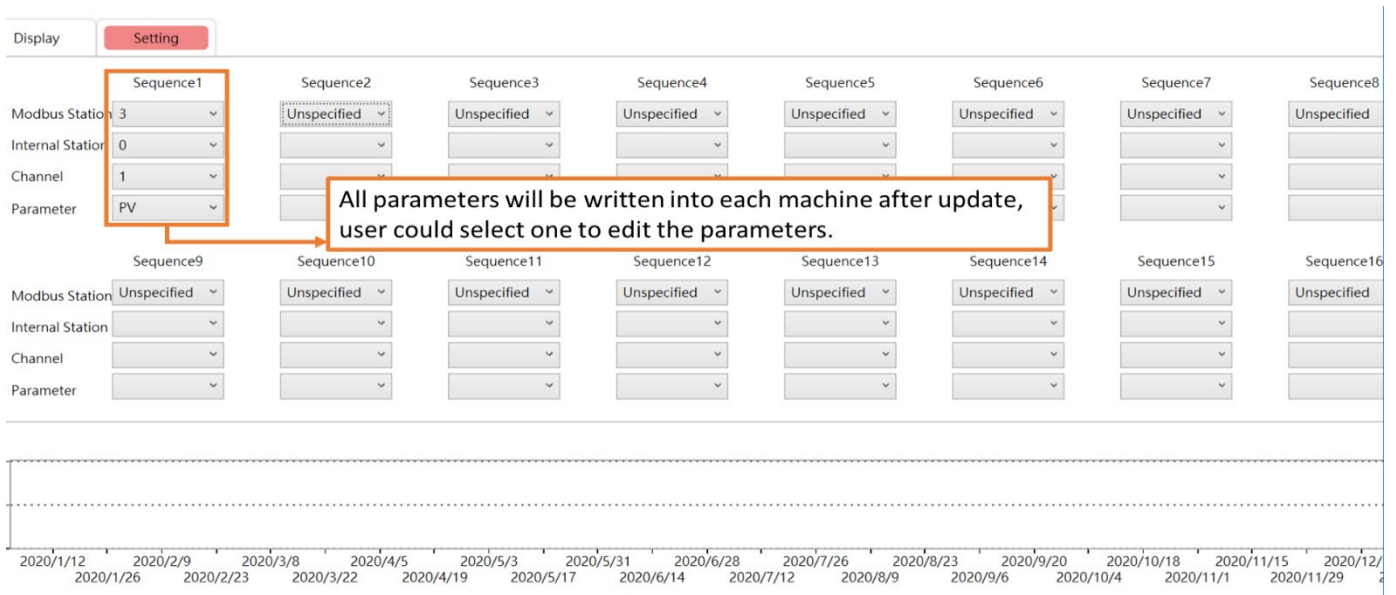 Display Setting
Sequence1 Sequence2 Sequence3 Sequence4 Sequence5 Sequence6 Sequence7 Sequence8
Modbus Station 3 Unspecified Unspecified Unspecified Unspecified Unspecified Unspecified Unspecified
Internal Station 0
Channel 1
Parameter PV
All parameters will be written into each machine after update,
user could select one to edit the parameters.
Sequence9 Sequence10 Sequence11 Sequence12 Sequence13 Sequence14 Sequence15 Sequence16
Modbus Station Unspecified Unspecified Unspecified Unspecified Unspecified Unspecified Unspecified Unspecified
Internal Station
Channel
Parameter
2020/1/12 2020/2/9 2020/3/8 2020/4/5 2020/5/3 2020/5/31 2020/6/28 2020/7/26 2020/8/23 2020/9/20 2020/10/18 2020/11/15 2020/12/
2020/1/26 2020/2/23 2020/3/22 2020/4/19 2020/5/17 2020/6/14 2020/7/12 2020/8/9 2020/9/6 2020/10/4 2020/11/1 2020/11/29